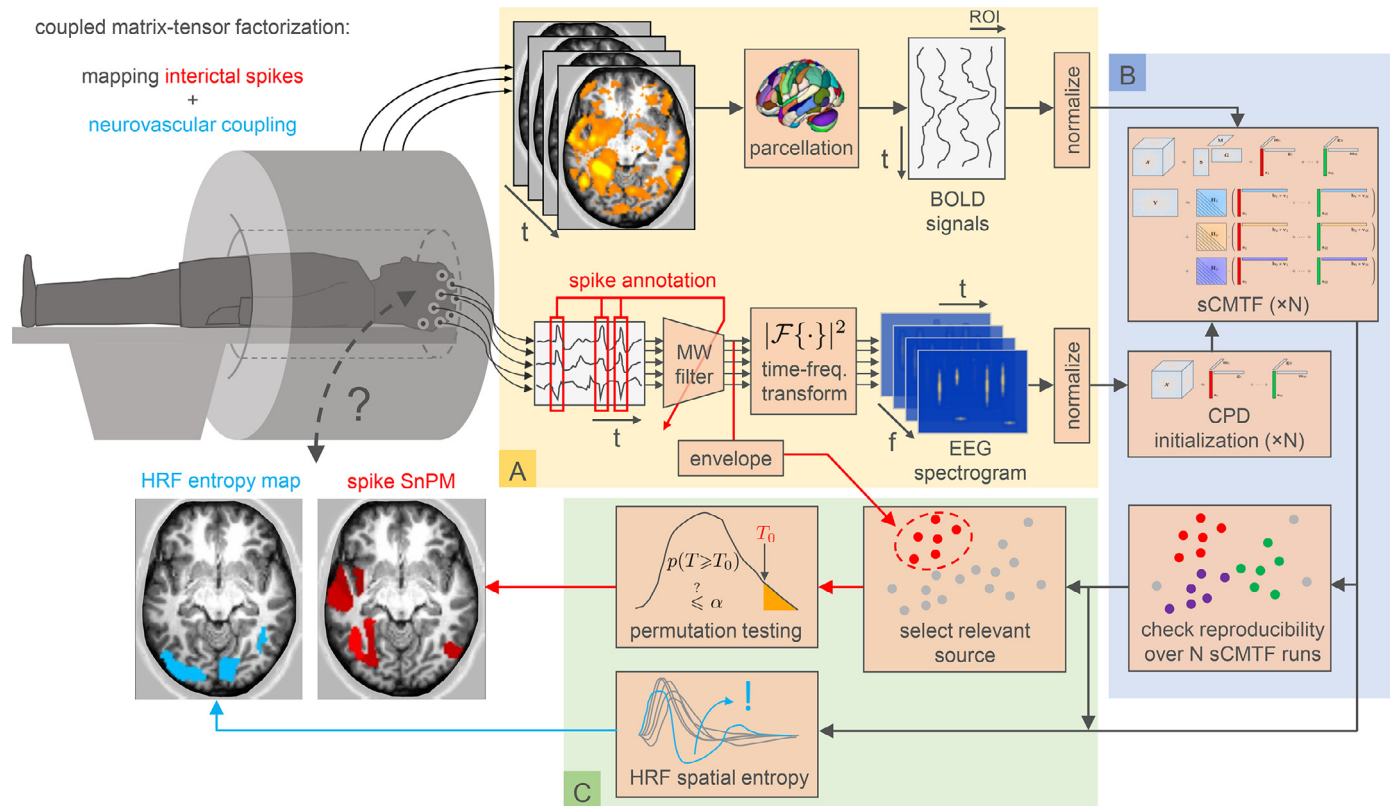 coupled matrix-tensor factorization:
mapping interictal spikes
+
neurovascular coupling
?
t
parcellation
ROI
t
BOLD
signals
normalize
A
spike annotation
t
MW
filter
|F{·}|²
time-freq.
transform
t
f
EEG
spectrogram
normalize
envelope
B
sCMTF (×N)
CPD
initialization (×N)
check reproducibility
over N sCMTF runs
C
select relevant
source
p(T⩾T₀)
?
⩽ α
T₀
permutation testing
!
HRF spatial entropy
HRF entropy map
spike SnPM